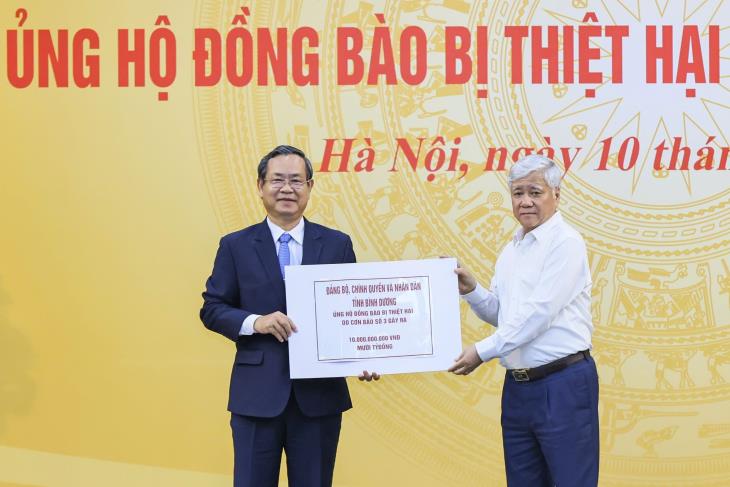 ỦNG HỘ ĐỒNG BÀO BỊ THIỆT HẠI
Hà Nội, ngày 10 thán
ĐẢNG BỘ, CHÍNH QUYỀN VÀ NHÂN DÂN
TỈNH BÌNH DƯƠNG
ỦNG HỘ ĐỒNG BÀO BỊ THIỆT HẠI
DO CƠN BÃO SỐ 3 GÂY RA
10.000.000.000 VNĐ
MƯỜI TỶ ĐỒNG